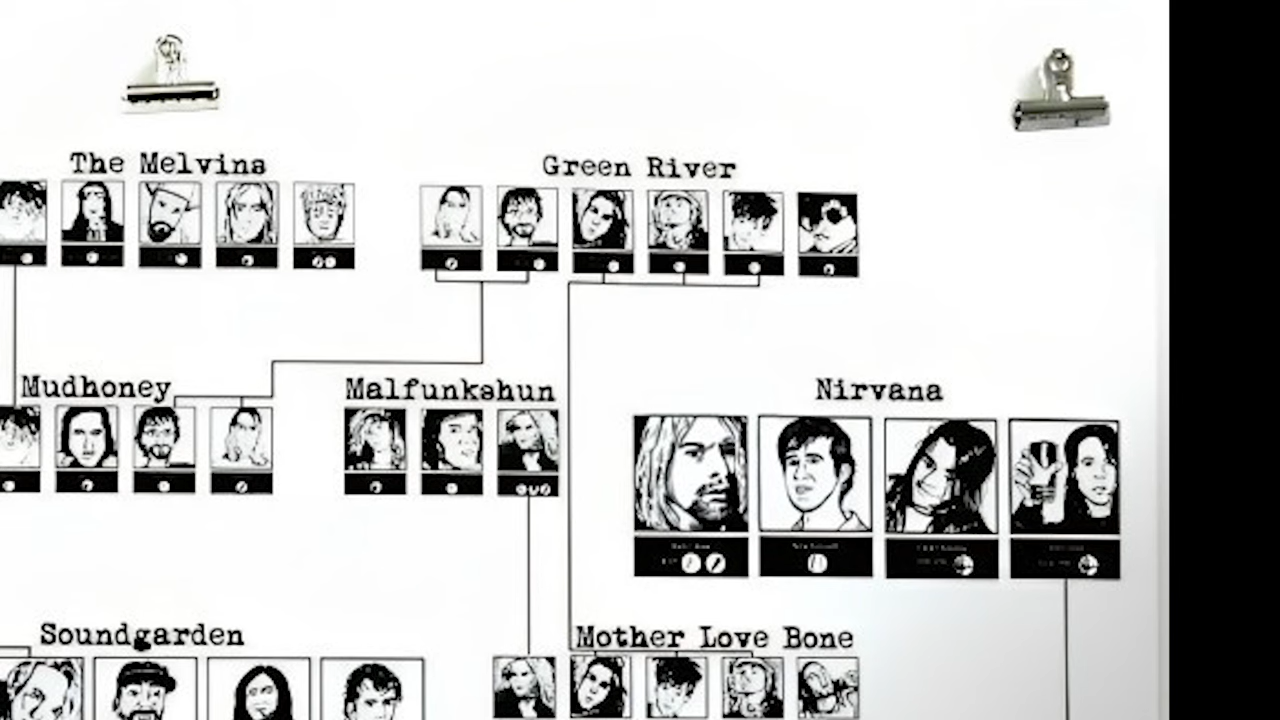 The Melvins
Green River
Mudhoney
Malfunkshun
Nirvana
Soundgarden
Mother Love Bone